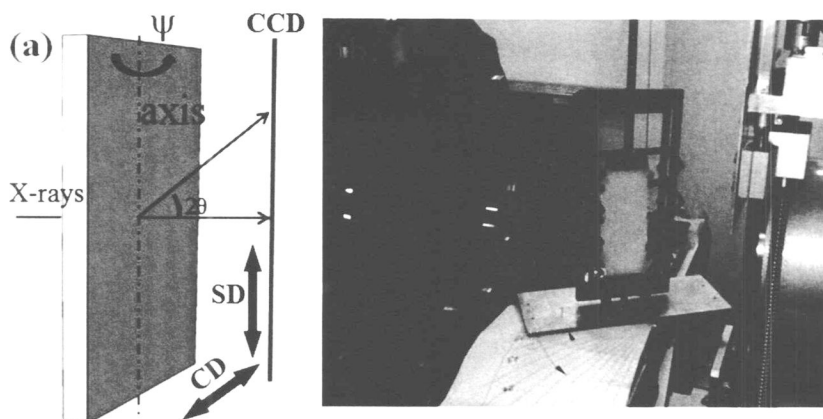 (a)
ψ
CCD
axis
X-rays
2θ
SD
CD